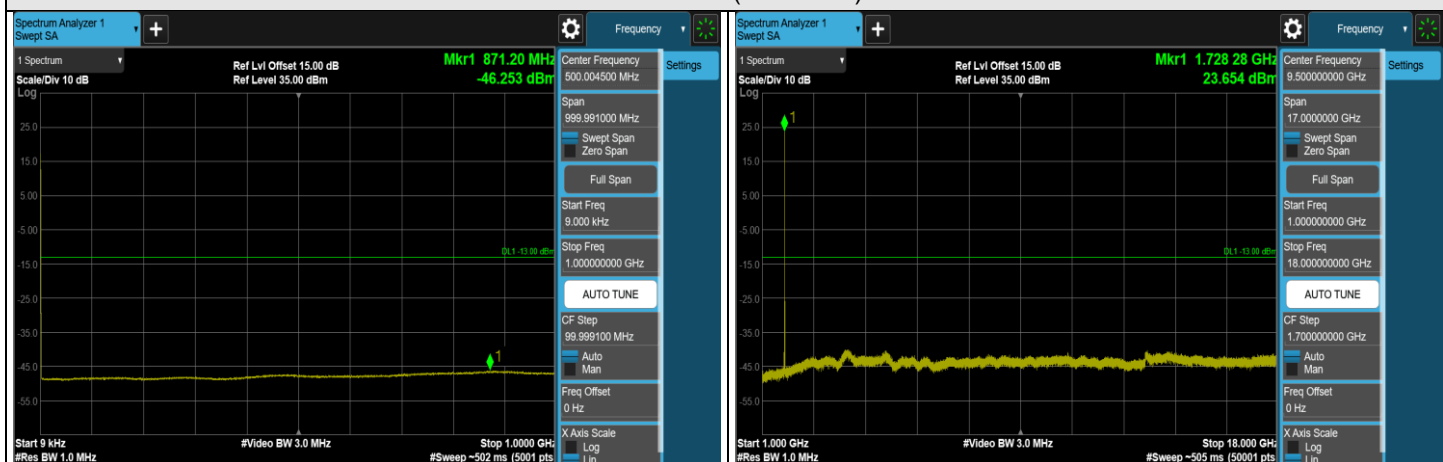 Spectrum Analyzer 1
Swept SA
+
Frequency
1 Spectrum
Scale/Div 10 dB
Log
Ref Lvl Offset 15.00 dB
Ref Level 35.00 dBm
Mkr1 871.20 MHz
-46.253 dBm
25.0
15.0
5.00
-5.00
-15.0
-25.0
-35.0
-45.0
-55.0
1
DL1 -13.00 dBm
Start 9 kHz
#Res BW 1.0 MHz
#Video BW 3.0 MHz
Stop 1.0000 GHz
#Sweep ~502 ms (5001 pts
Center Frequency
500.004500 MHz
Settings
Span
999.991000 MHz
Swept Span
Zero Span
Full Span
Start Freq
9.000 kHz
Stop Freq
1.000000000 GHz
AUTO TUNE
CF Step
99.999100 MHz
Auto
Man
Freq Offset
0 Hz
X Axis Scale
Log
Lin
Spectrum Analyzer 1
Swept SA
+
Frequency
1 Spectrum
Scale/Div 10 dB
Log
Ref Lvl Offset 15.00 dB
Ref Level 35.00 dBm
Mkr1 1.728 28 GHz
23.654 dBm
25.0
15.0
5.00
-5.00
-15.0
-25.0
-35.0
-45.0
-55.0
1
DL1 -13.00 dBm
Start 1.000 GHz
#Res BW 1.0 MHz
#Video BW 3.0 MHz
Stop 18.000 GHz
#Sweep ~505 ms (5001 pts
Center Frequency
9.500000000 GHz
Settings
Span
17.0000000 GHz
Swept Span
Zero Span
Full Span
Start Freq
1.000000000 GHz
Stop Freq
18.000000000 GHz
AUTO TUNE
CF Step
1.700000000 GHz
Auto
Man
Freq Offset
0 Hz
X Axis Scale
Log
Lin